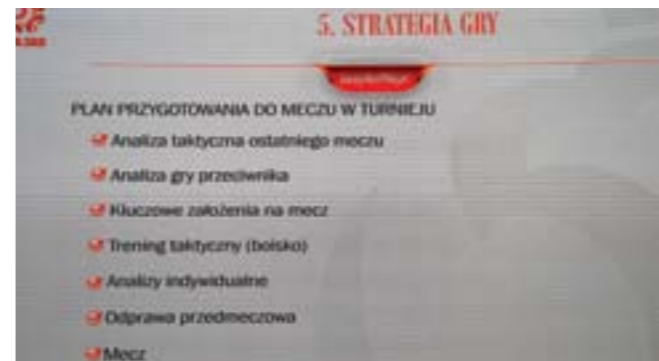 5. STRATEGIA GRY
PLAN PRZYGOTOWANIA DO MECZU W TURNIEJU
Analiza taktyczna ostatniego meczu
Analiza gry przeciwnika
Kluczowe założenia na mecz
Trening taktyczny (boisko)
Analizy indywidualne
Odprawa przedmeczowa
Mecz